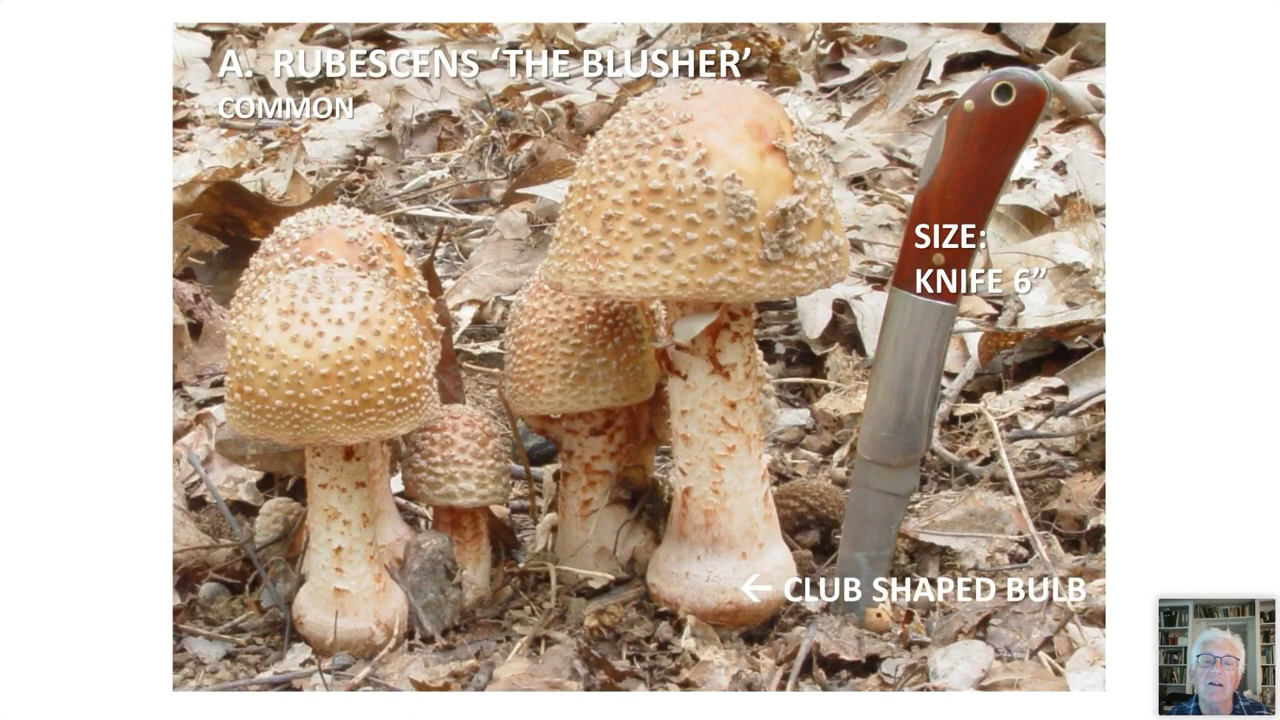 A. RUBESCENS ‘THE BLUSHER’
COMMON
SIZE:
KNIFE 6”
← CLUB SHAPED BULB